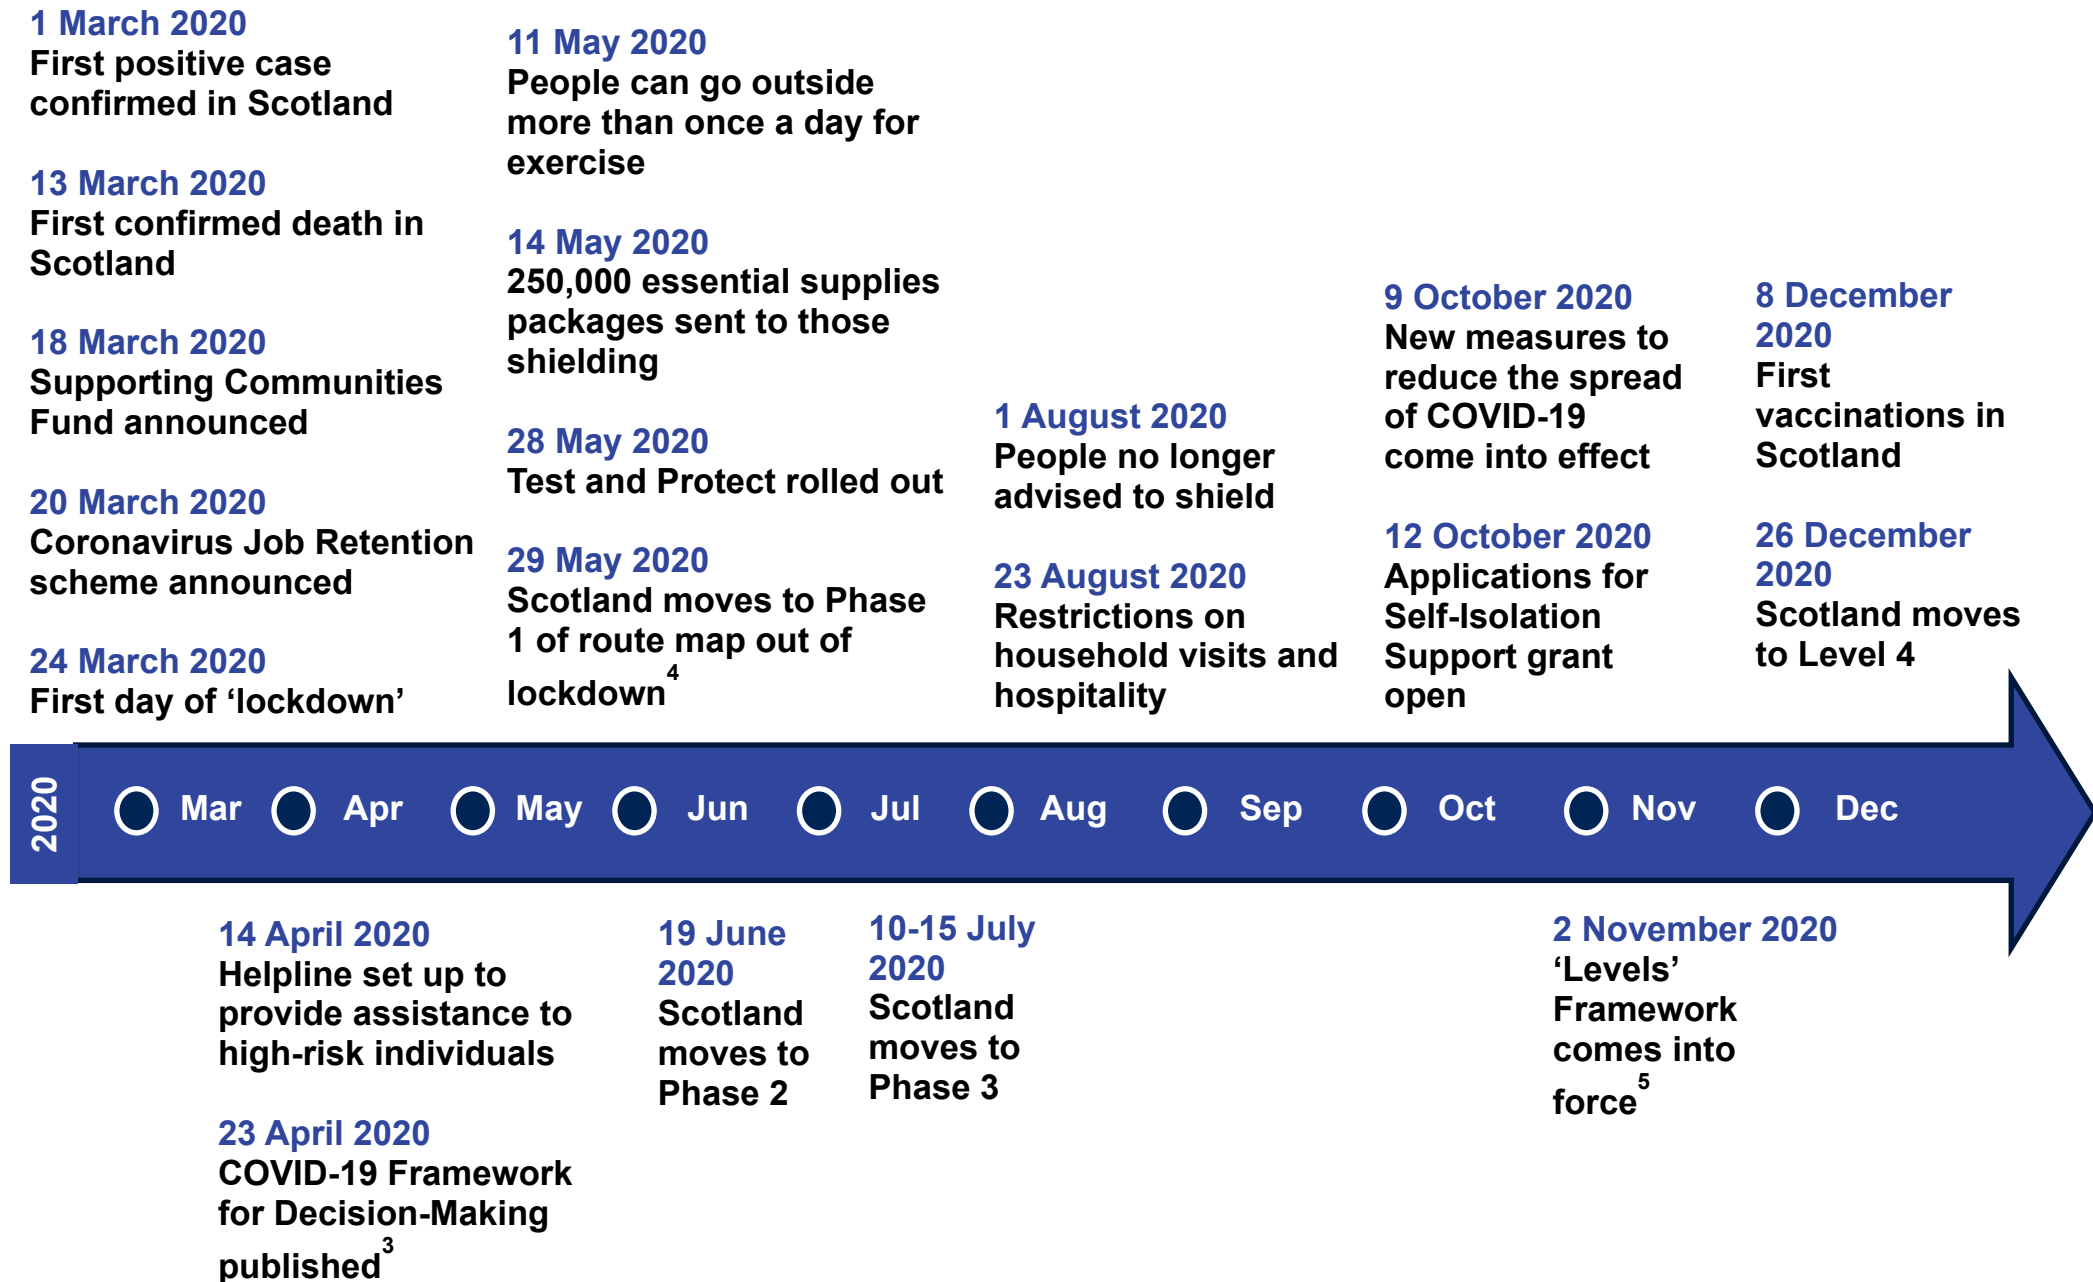 1 March 2020
First positive case
confirmed in Scotland
13 March 2020
First confirmed death in
Scotland
18 March 2020
Supporting Communities
Fund announced
20 March 2020
Coronavirus Job Retention
scheme announced
24 March 2020
First day of ‘lockdown’
11 May 2020
People can go outside
more than once a day for
exercise
14 May 2020
250,000 essential supplies
packages sent to those
shielding
28 May 2020
Test and Protect rolled out
29 May 2020
Scotland moves to Phase
1 of route map out of
lockdown4
1 August 2020
People no longer
advised to shield
23 August 2020
Restrictions on
household visits and
hospitality
9 October 2020
New measures to
reduce the spread
of COVID-19
come into effect
12 October 2020
Applications for
Self-Isolation
Support grant
open
8 December
2020
First
vaccinations in
Scotland
26 December
2020
Scotland moves
to Level 4
2020
Mar Apr May Jun Jul Aug Sep Oct Nov Dec
14 April 2020
Helpline set up to
provide assistance to
high-risk individuals
23 April 2020
COVID-19 Framework
for Decision-Making
published3
19 June
2020
Scotland
moves to
Phase 2
10-15 July
2020
Scotland
moves to
Phase 3
2 November 2020
‘Levels’
Framework
comes into
force5